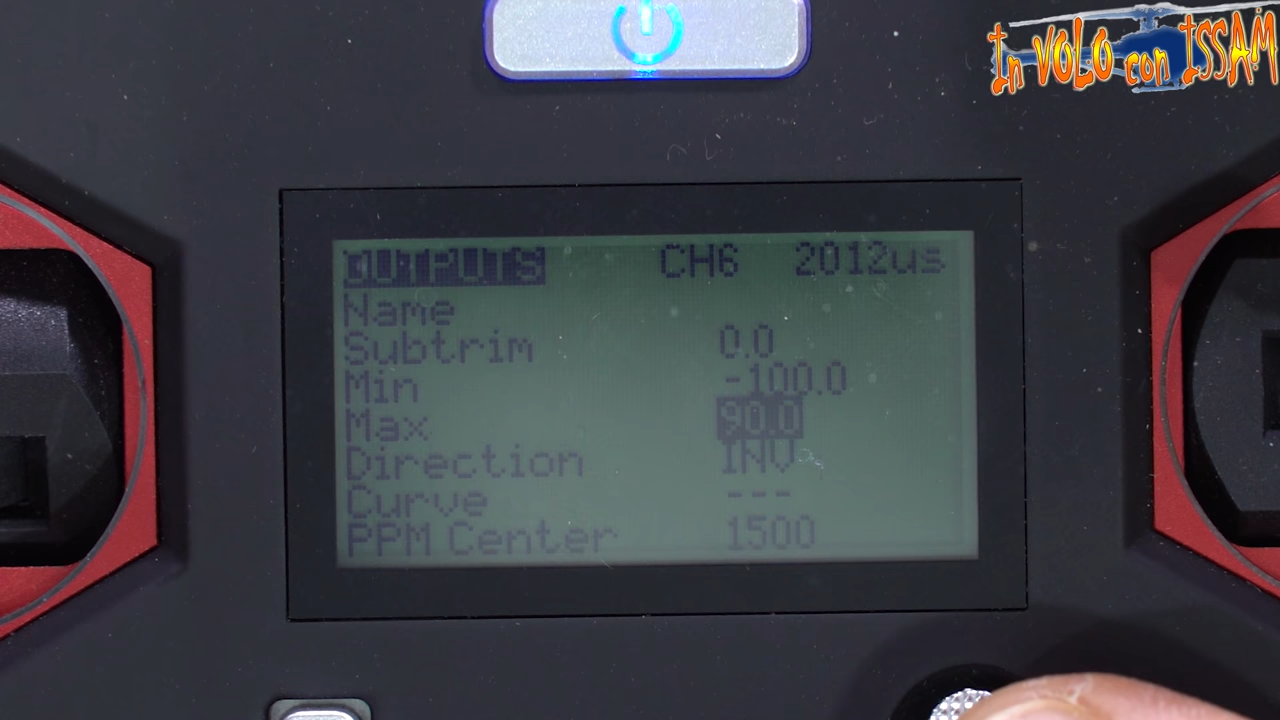 In VOLO con ISSAM
OUTPUTS CH6 2012us
Name
Subtrim 0.0
Min -100.0
Max 90.0
Direction INV
Curve ---
PPM Center 1500